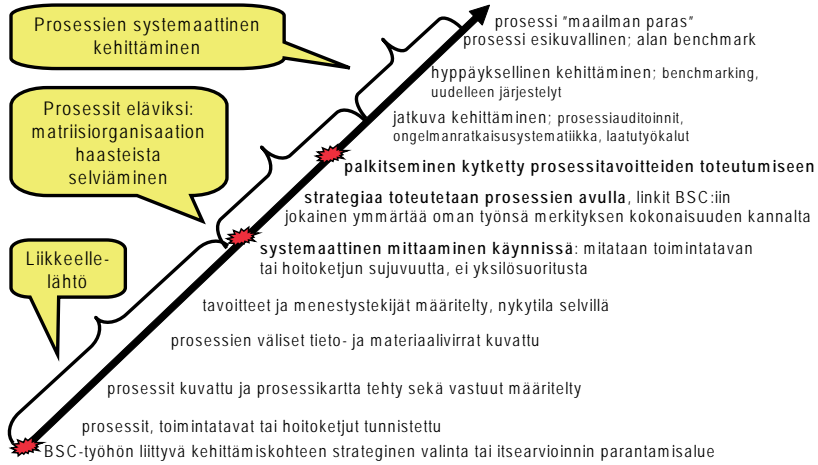 Prosessien systemaattinen
kehittäminen
prosessi "maailman paras"
prosessi esikuvallinen; alan benchmark
hyppäyksellinen kehittäminen; benchmarking,
uudelleen järjestelyt
Prosessit eläviksi:
matriisiorganisaation
haasteista
selviäminen
jatkuva kehittäminen; prosessiauditoinnit,
ongelmanratkaisusystematiikka, laatutyökalut
palkitseminen kytketty prosessitavoitteiden toteutumiseen
strategiaa toteutetaan prosessien avulla, linkit BSC:iin
jokainen ymmärtää oman työnsä merkityksen kokonaisuuden kannalta
Liikkeelle-
lähtö
systemaattinen mittaaminen käynnissä: mitataan toimintatavan
tai hoitoketjun sujuvuutta, ei yksilösuoritusta
tavoitteet ja menestystekijät määritelty, nykytila selvillä
prosessien väliset tieto- ja materiaalivirrat kuvattu
prosessit kuvattu ja prosessikartta tehty sekä vastuut määritelty
prosessit, toimintatavat tai hoitoketjut tunnistettu
BSC-työhön liittyvä kehittämiskohteen strateginen valinta tai itsearvioinnin parantamisalue